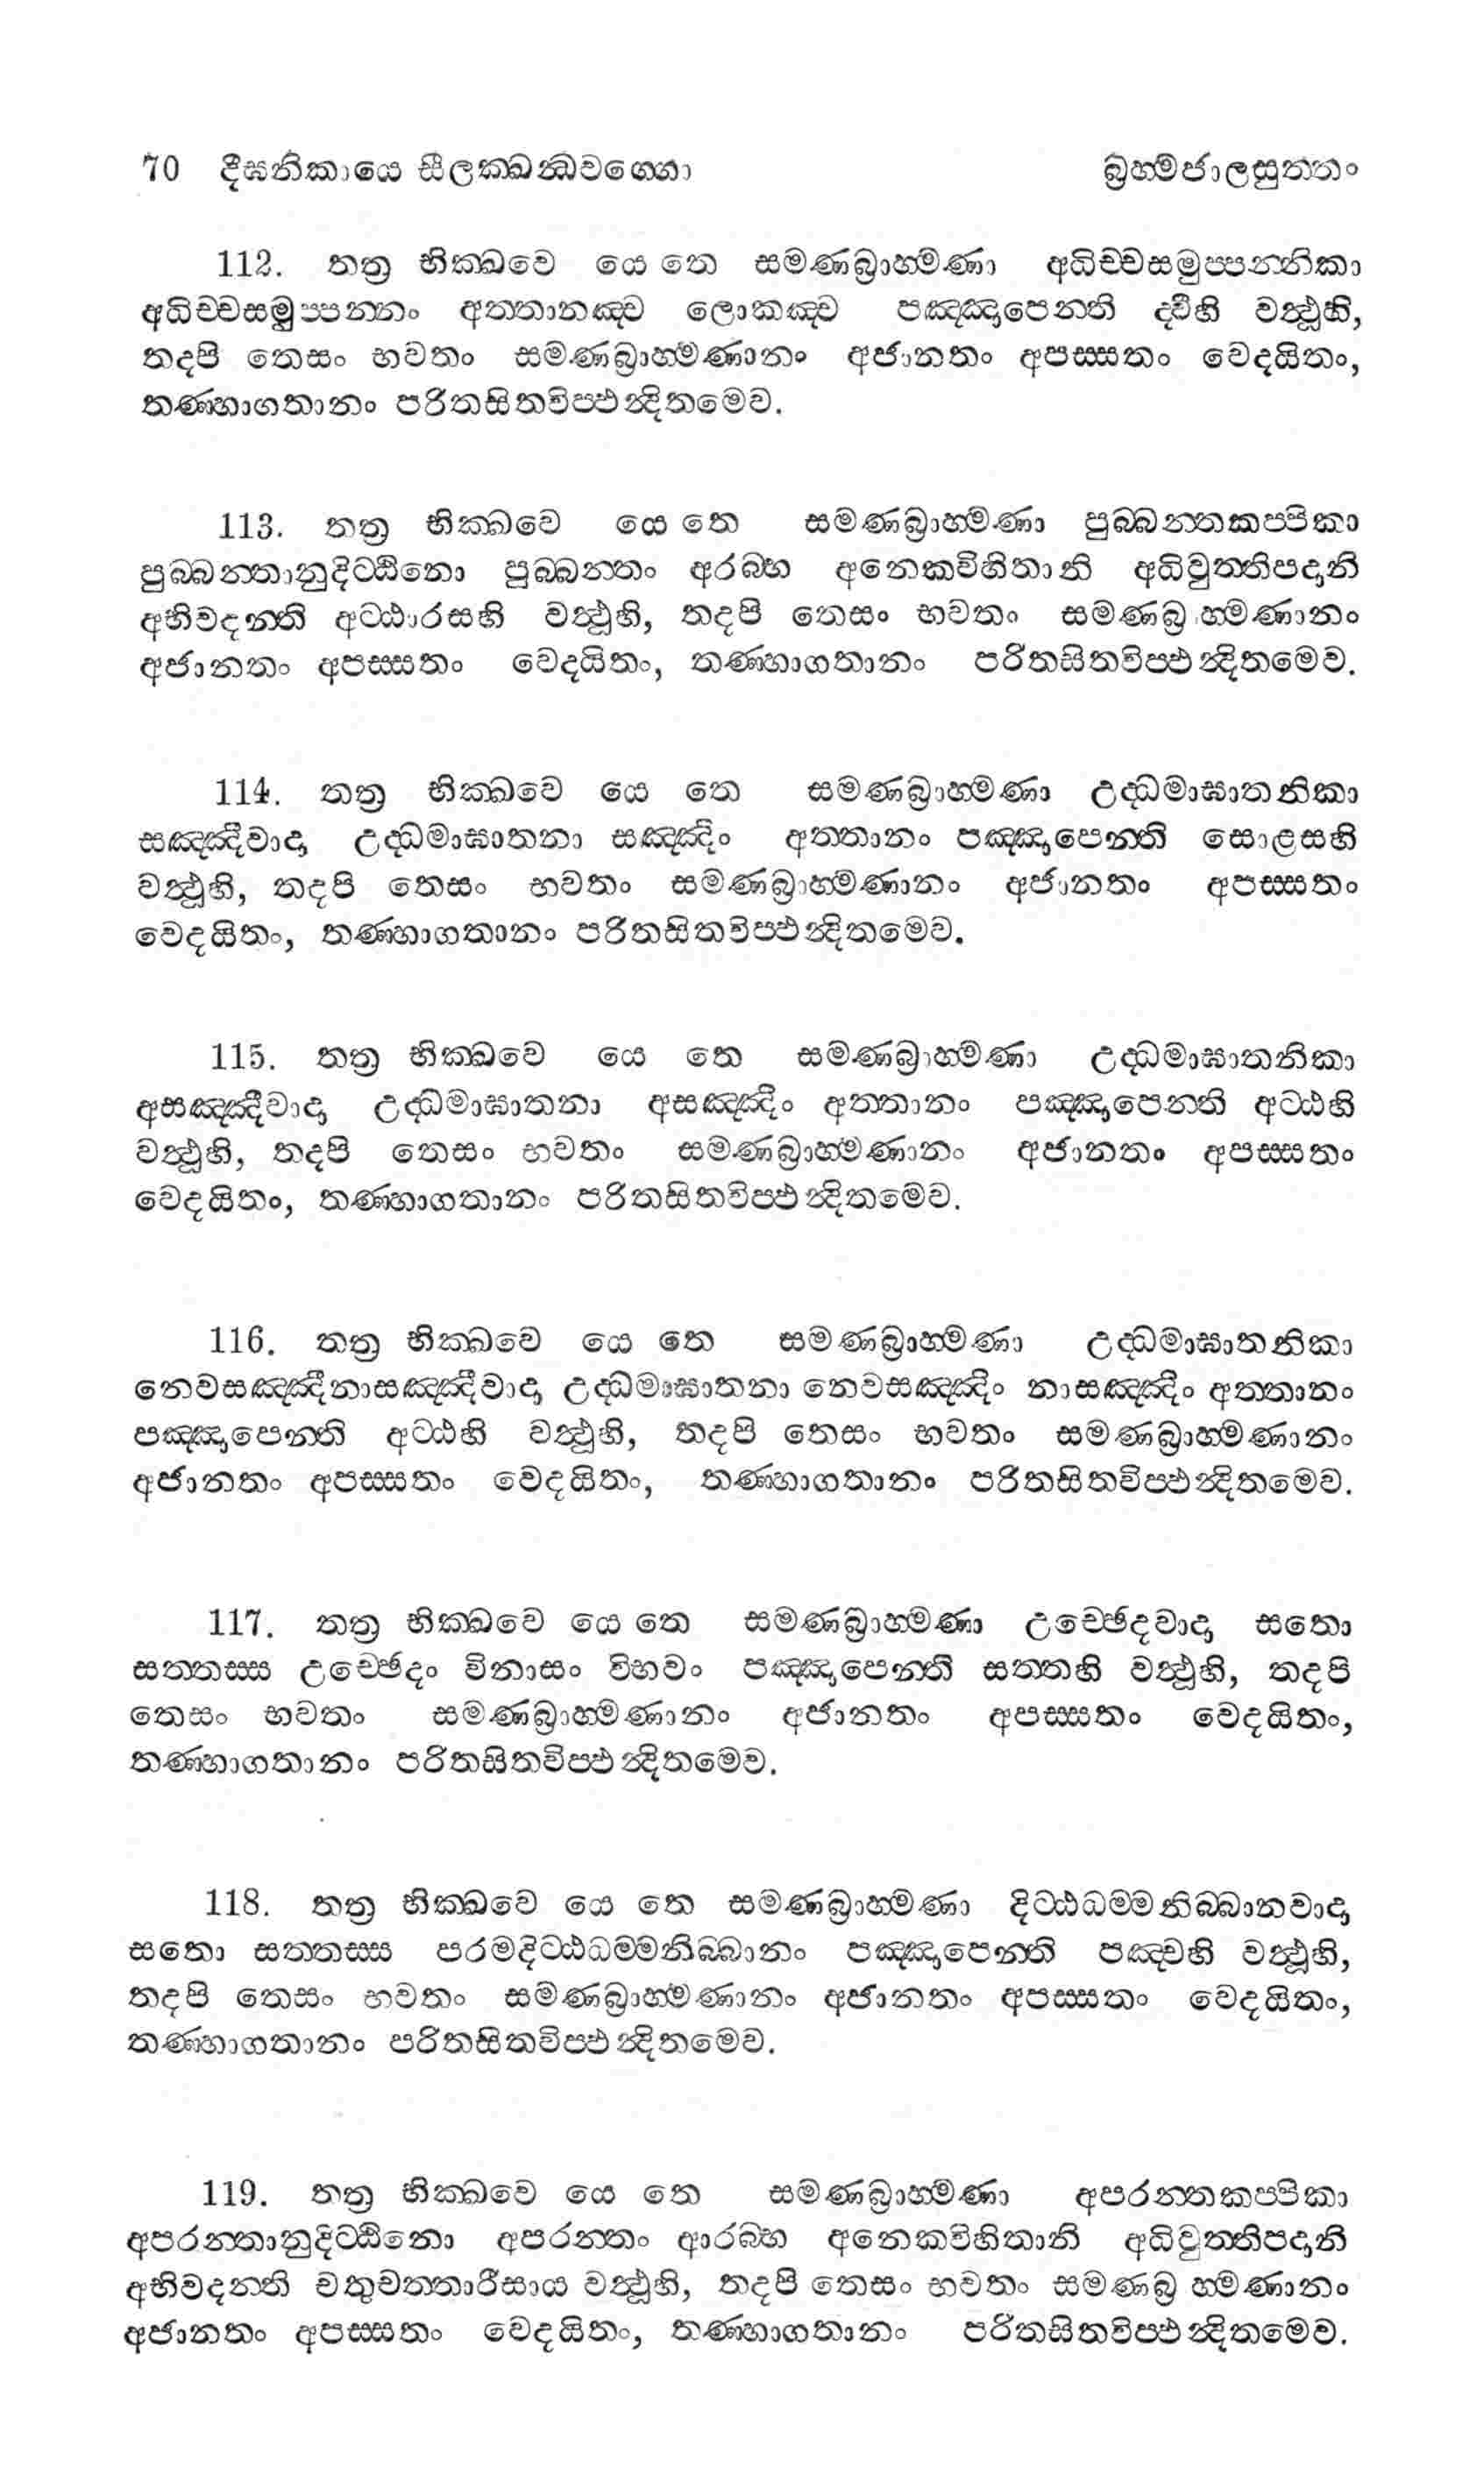 70 දීඝනිකායෙ සීලක්ඛන්ධවග්ගො බ්‍රහ්මජාලසුත්තං
112. තත්‍ර භික්ඛවෙ යෙ තෙ සමණබ්‍රාහ්මණා අධිච්චසමුප්පන්නිකා
අධිච්චසමුප්පන්නං අත්තානඤ්ච ලොකඤ්ච පඤ්ඤාපෙන්ති ද්වීහි වත්ථූහි,
තදපි තෙසං භවතං සමණබ්‍රාහ්මණානං අජානතං අපස්සතං වෙදයිතං,
තණ්හාගතානං පරිතසිතවිප්ඵන්දිතමෙව.
113. තත්‍ර භික්ඛවෙ යෙ තෙ සමණබ්‍රාහ්මණා පුබ්බන්තකප්පිකා
පුබ්බන්තානුදිට්ඨිනො පුබ්බන්තං අරබ්භ අනෙකවිහිතානි අධිවුත්තිපදානි
අභිවදන්ති අට්ඨාරසහි වත්ථූහි, තදපි තෙසං භවතං සමණබ්‍ර හ්මණානං
අජානතං අපස්සතං වෙදයිතං, තණ්හාගතානං පරිතසිතවිප්ඵන්දිතමෙව.
114. තත්‍ර භික්ඛවෙ යෙ තෙ සමණබ්‍රාහ්මණා උද්ධමාඝාතනිකා
සඤ්ඤීවාදා උද්ධමාඝාතනා සඤ්ඤිං අත්තානං පඤ්ඤාපෙන්ති සොළසහි
වත්ථූහි, තදපි තෙසං භවතං සමණබ්‍රාහ්මණානං අජානතං අපස්සතං
වෙදයිතං, තණ්හාගතානං පරිතසිතවිප්ඵන්දිතමෙව.
115. තත්‍ර භික්ඛවෙ යෙ තෙ සමණබ්‍රාහ්මණා උද්ධමාඝාතනිකා
අසඤ්ඤීවාදා උද්ධමාඝාතනා අසඤ්ඤිං අත්තානං පඤ්ඤාපෙන්ති අට්ඨහි
වත්ථූහි, තදපි තෙසං භවතං සමණබ්‍රාහ්මණානං අජානතං අපස්සතං
වෙදයිතං, තණ්හාගතානං පරිතසිතවිප්ඵන්දිතමෙව.
116. තත්‍ර භික්ඛවෙ යෙ තෙ සමණබ්‍රාහ්මණා උද්ධමාඝාතනිකා
නෙවසඤ්ඤීනාසඤ්ඤීවාදා උද්ධමාඝාතනා නෙවසඤ්ඤිං නාසඤ්ඤිං අත්තානං
පඤ්ඤාපෙන්ති අට්ඨහි වත්ථූහි, තදපි තෙසං භවතං සමණබ්‍රාහ්මණානං
අජානතං අපස්සතං වෙදයිතං, තණ්හාගතානං පරිතසිතවිප්ඵන්දිතමෙව.
117. තත්‍ර භික්ඛවෙ යෙ තෙ සමණබ්‍රාහ්මණා උච්ඡෙදවාදා සතො
සත්තස්ස උච්ඡෙදං විනාසං විභවං පඤ්ඤාපෙන්ති සත්තහි වත්ථූහි, තදපි
තෙසං භවතං සමණබ්‍රාහ්මණානං අජානතං අපස්සතං වෙදයිතං,
තණ්හාගතානං පරිතසිතවිප්ඵන්දිතමෙව.
118. තත්‍ර භික්ඛවෙ යෙ තෙ සමණබ්‍රාහ්මණා දිට්ඨධම්මනිබ්බානවාදා
සතො සත්තස්ස පරමදිට්ඨධම්මනිබ්බානං පඤ්ඤාපෙන්ති පඤ්චහි වත්ථූහි,
තදපි තෙසං භවතං සමණබ්‍රාහ්මණානං අජානතං අපස්සතං වෙදයිතං,
තණ්හාගතානං පරිතසිතවිප්ඵන්දිතමෙව.
119. තත්‍ර භික්ඛවෙ යෙ තෙ සමණබ්‍රාහ්මණා අපරන්තකප්පිකා
අපරන්තානුදිට්ඨිනො අපරන්තං ආරබ්භ අනෙකවිහිතානි අධිවුත්තිපදානි
අභිවදන්ති චතුචත්තාරීසාය වත්ථූහි, තදපි තෙසං භවතං සමණබ්‍ර හ්මණානං
අජානතං අපස්සතං වෙදයිතං, තණ්හාගතානං පරිතසිතවිප්ඵන්දිතමෙව.